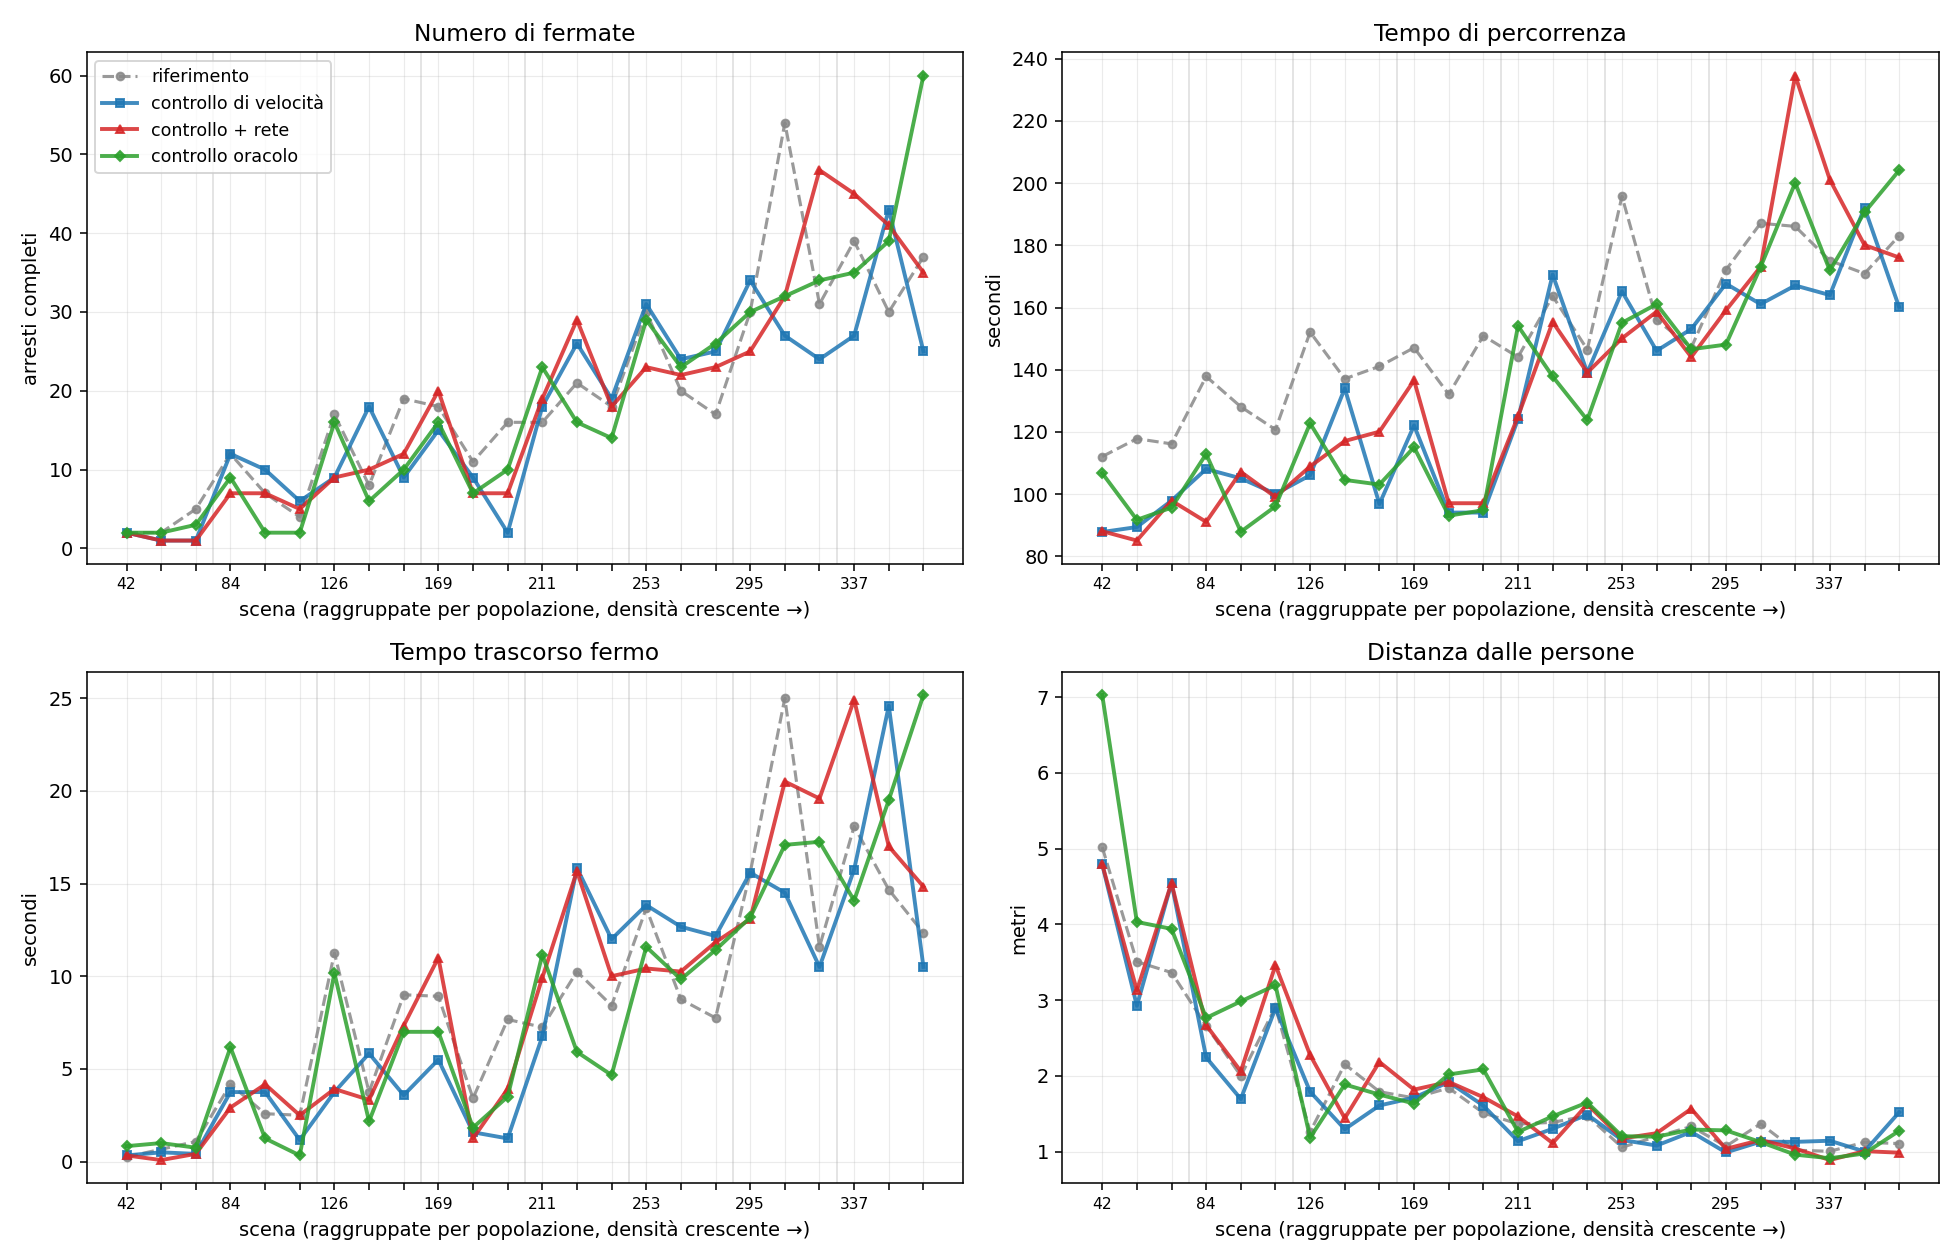 Numero di fermate
60
50
40
30
20
10
0
arresti completi
riferimento
controllo di velocità
controllo + rete
controllo oracolo
42 84 126 169 211 253 295 337
scena (raggruppate per popolazione, densità crescente →)
Tempo di percorrenza
240
220
200
180
160
140
120
100
80
secondi
42 84 126 169 211 253 295 337
scena (raggruppate per popolazione, densità crescente →)
Tempo trascorso fermo
25
20
15
10
5
0
secondi
42 84 126 169 211 253 295 337
scena (raggruppate per popolazione, densità crescente →)
Distanza dalle persone
7
6
5
4
3
2
1
metri
42 84 126 169 211 253 295 337
scena (raggruppate per popolazione, densità crescente →)